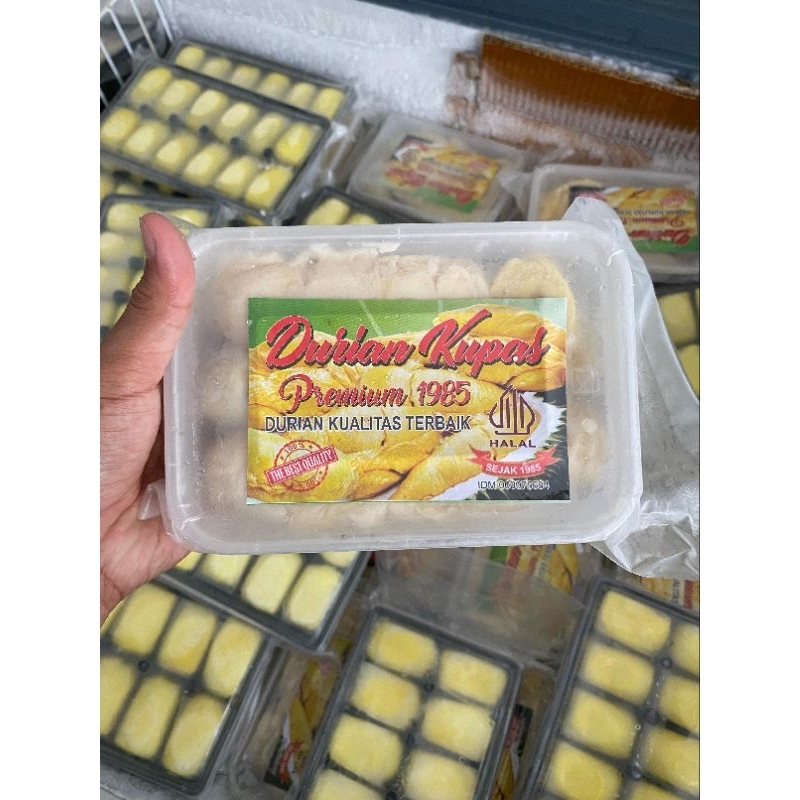 Durian Kupas
Premium 1985
DURIAN KUALITAS TERBAIK
HALAL
THE BEST QUALITY
SEJAK 1985